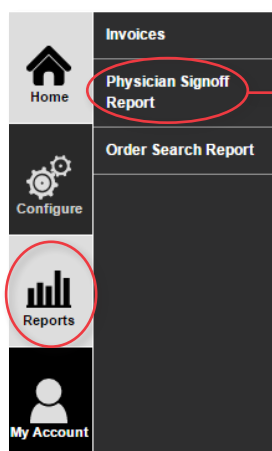 Invoices
Physician Signoff
Report
Order Search Report
Home
Configure
Reports
My Account